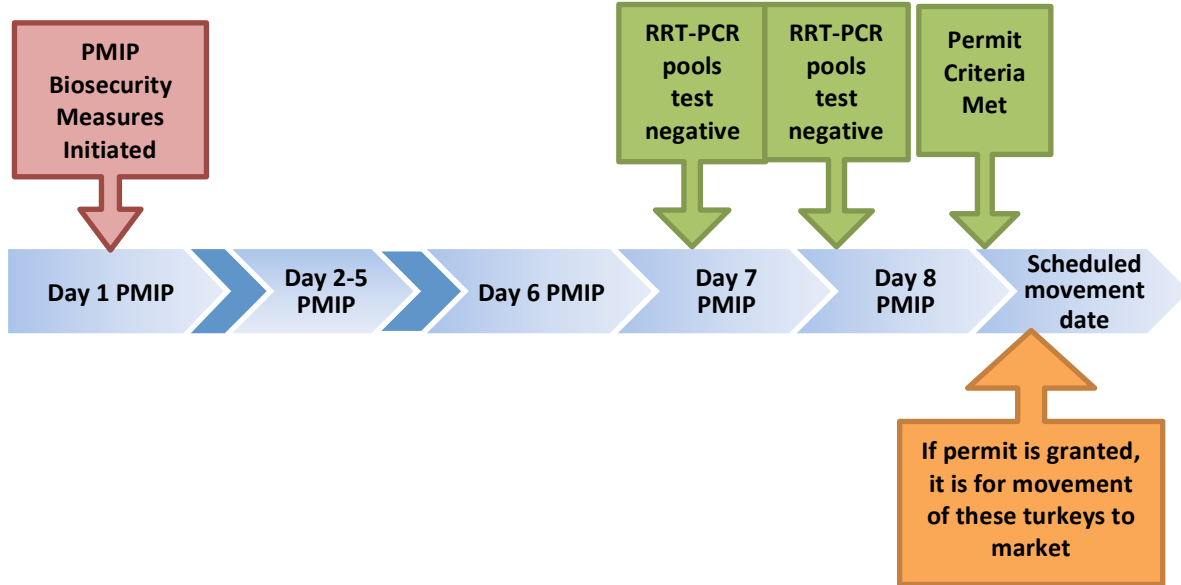 PMIP
Biosecurity
Measures
Initiated
RRT-PCR
pools
test
negative
RRT-PCR
pools
test
negative
Permit
Criteria
Met
Day 1 PMIP
Day 2-5
PMIP
Day 6 PMIP
Day 7
PMIP
Day 8
PMIP
Scheduled
movement
date
If permit is granted,
it is for movement
of these turkeys to
market